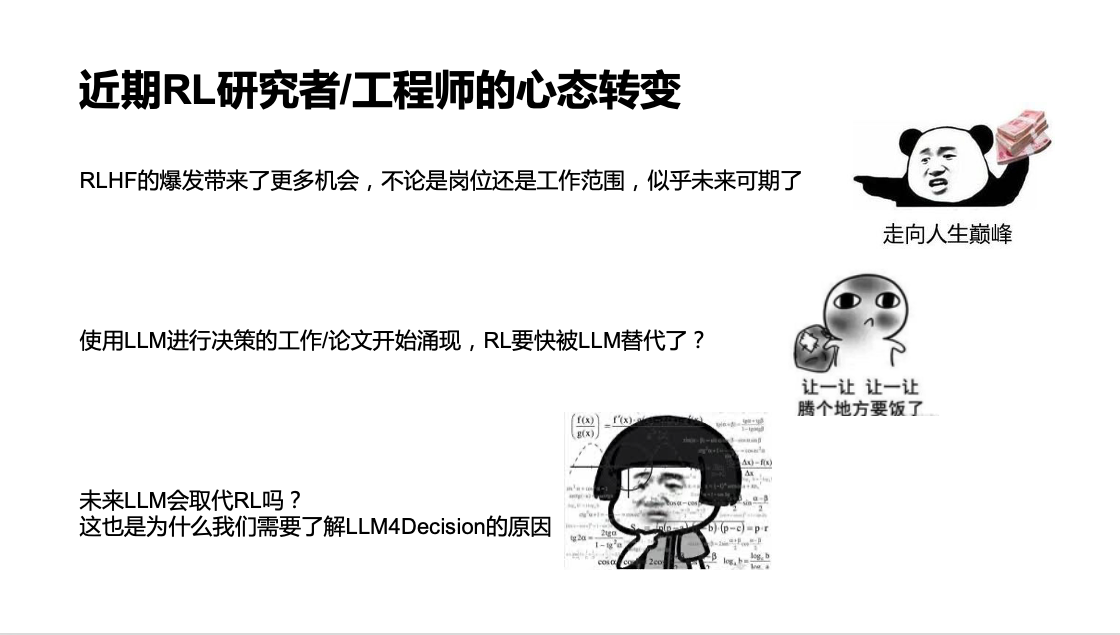 近期RL研究者/工程师的心态转变
RLHF的爆发带来了更多机会，不论是岗位还是工作范围，似乎未来可期了
走向人生巅峰
使用LLM进行决策的工作/论文开始涌现，RL要快被LLM替代了？
让一让 让一让
腾个地方要饭了
未来LLM会取代RL吗？
这也是为什么我们需要了解LLM4Decision的原因